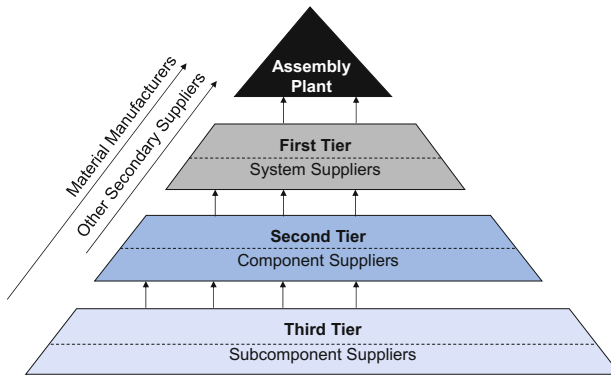 Assembly
Plant
Material Manufacturers
Other Secondary Suppliers
First Tier
System Suppliers
Second Tier
Component Suppliers
Third Tier
Subcomponent Suppliers